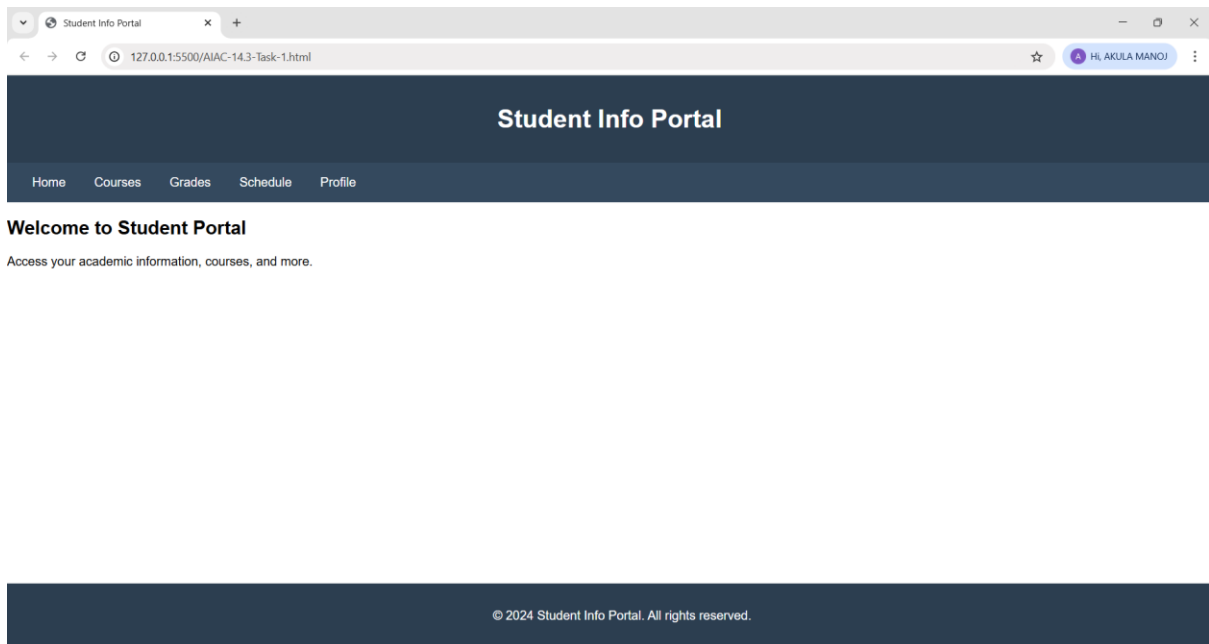 Student Info Portal
127.0.0.1:5500/AIAC-14.3-Task-1.html
A Hi, AKULA MANOJ
Student Info Portal
Home Courses Grades Schedule Profile
Welcome to Student Portal
Access your academic information, courses, and more.
© 2024 Student Info Portal. All rights reserved.